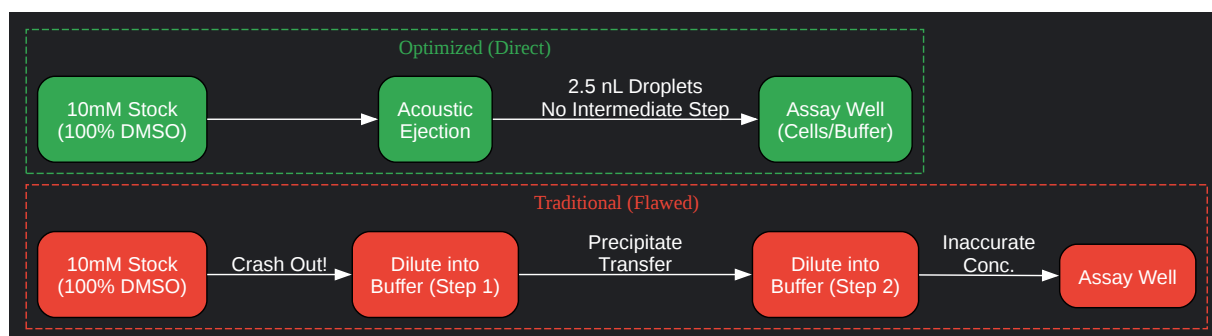 Optimized (Direct)
10mM Stock
(100% DMSO)
Acoustic
Ejection
2.5 nL Droplets
No Intermediate Step
Assay Well
(Cells/Buffer)
Traditional (Flawed)
10mM Stock
(100% DMSO)
Crash Out!
Dilute into
Buffer (Step 1)
Precipitate
Transfer
Dilute into
Buffer (Step 2)
Inaccurate
Conc.
Assay Well